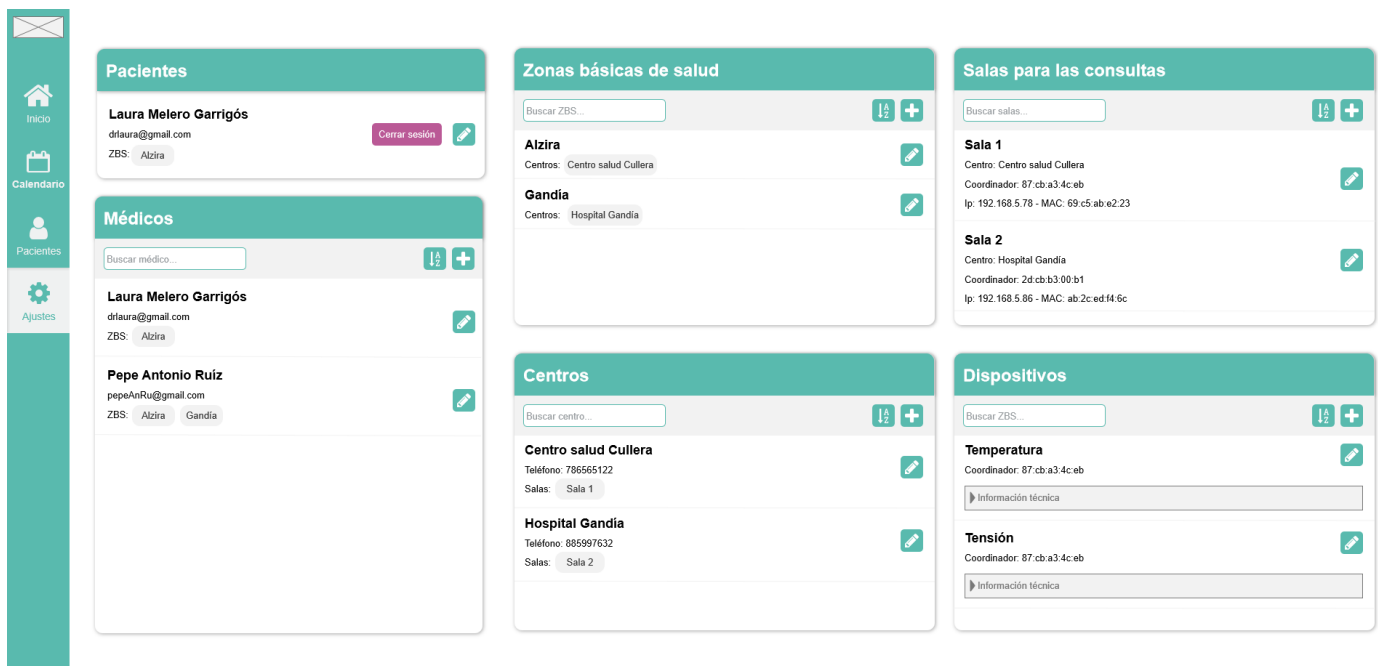 Inicio
Calendario
Pacientes
Ajustes
Pacientes
Laura Melero Garrigós
drlaura@gmail.com
ZBS: Alzira
Cerrar sesión
Médicos
Buscar médico...
Laura Melero Garrigós
drlaura@gmail.com
ZBS: Alzira
Pepe Antonio Ruíz
pepeAnRu@gmail.com
ZBS: Alzira Gandía
Zonas básicas de salud
Buscar ZBS...
Alzira
Centros: Centro salud Cullera
Gandía
Centros: Hospital Gandía
Centros
Buscar centro...
Centro salud Cullera
Teléfono: 786565122
Salas: Sala 1
Hospital Gandía
Teléfono: 885997632
Salas: Sala 2
Salas para las consultas
Buscar salas...
Sala 1
Centro: Centro salud Cullera
Coordinador: 87:cb:a3:4c:eb
Ip: 192.168.5.78 - MAC: 69:c5:ab:e2:23
Sala 2
Centro: Hospital Gandía
Coordinador: 2d:cb:b3:00:b1
Ip: 192.168.5.86 - MAC: ab:2c:ed:f4:6c
Dispositivos
Buscar ZBS...
Temperatura
Coordinador: 87:cb:a3:4c:eb
Información técnica
Tensión
Coordinador: 87:cb:a3:4c:eb
Información técnica